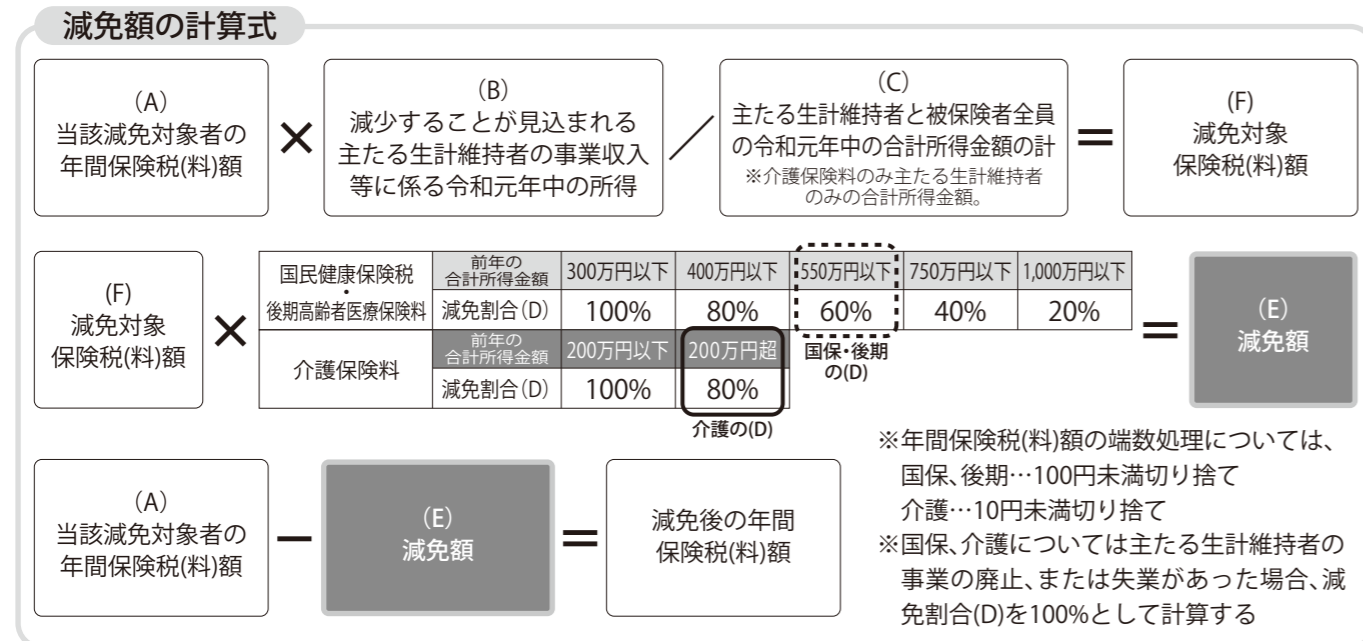 減免額の計算式
(A)
当該減免対象者の
年間保険税(料)額
×
(B)
減少することが見込まれる
主たる生計維持者の事業収入
等に係る令和元年中の所得
／
(C)
主たる生計維持者と被保険者全員
の令和元年中の合計所得金額の計
※介護保険料のみ主たる生計維持者
のみの合計所得金額。
＝
(F)
減免対象
保険税(料)額
(F)
減免対象
保険税(料)額
×
国民健康保険税
・
後期高齢者医療保険料
前年の
合計所得金額
300万円以下 400万円以下 550万円以下 750万円以下 1,000万円以下
減免割合(D) 100% 80% 60% 40% 20%
介護保険料
前年の
合計所得金額
200万円以下 200万円超
減免割合(D) 100% 80%
国保・後期
の(D)
介護の(D)
＝
(E)
減免額
(A)
当該減免対象者の
年間保険税(料)額
−
(E)
減免額
＝
減免後の年間
保険税(料)額
※年間保険税(料)額の端数処理については、
国保、後期…100円未満切り捨て
介護…10円未満切り捨て
※国保、介護については主たる生計維持者の
事業の廃止、または失業があった場合、減
免割合(D)を100%として計算する